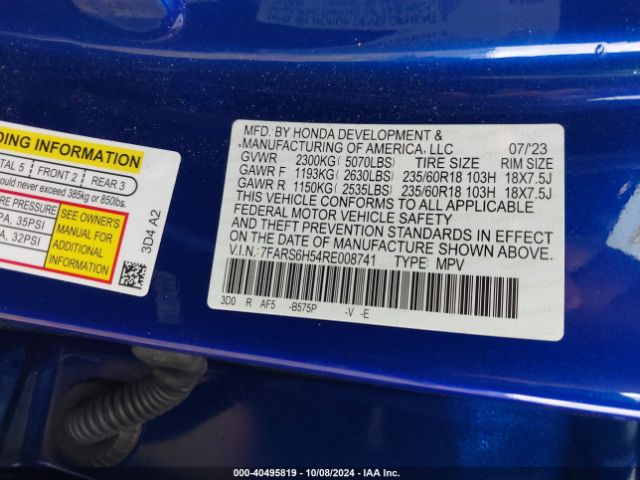 DING INFORMATION
TAL 5 FRONT 2 REAR 3
ould never exceed 385kg or 850lbs.
RE PRESSURE
PA, 35PSI
A, 32PSI
SEE OWNER'S
MANUAL FOR
ADDITIONAL
INFORMATION
3D4 A2
MFD. BY HONDA DEVELOPMENT &
MANUFACTURING OF AMERICA, LLC 07/'23
GVWR 2300KG( 5070LBS) TIRE SIZE RIM SIZE
GAWR F 1193KG( 2630LBS) 235/60R18 103H 18X7.5J
GAWR R 1150KG( 2535LBS) 235/60R18 103H 18X7.5J
THIS VEHICLE CONFORMS TO ALL APPLICABLE
FEDERAL MOTOR VEHICLE SAFETY
AND THEFT PREVENTION STANDARDS IN EFFECT
ON THE DATE OF MANUFACTURE SHOWN ABOVE.
V.I.N.: 7FARS6H54RE008741 TYPE: MPV
3D0 R AF5 -B575P -V -E
© www.iaai.com - 40495819 - 10/08/2024 - IAA Inc.